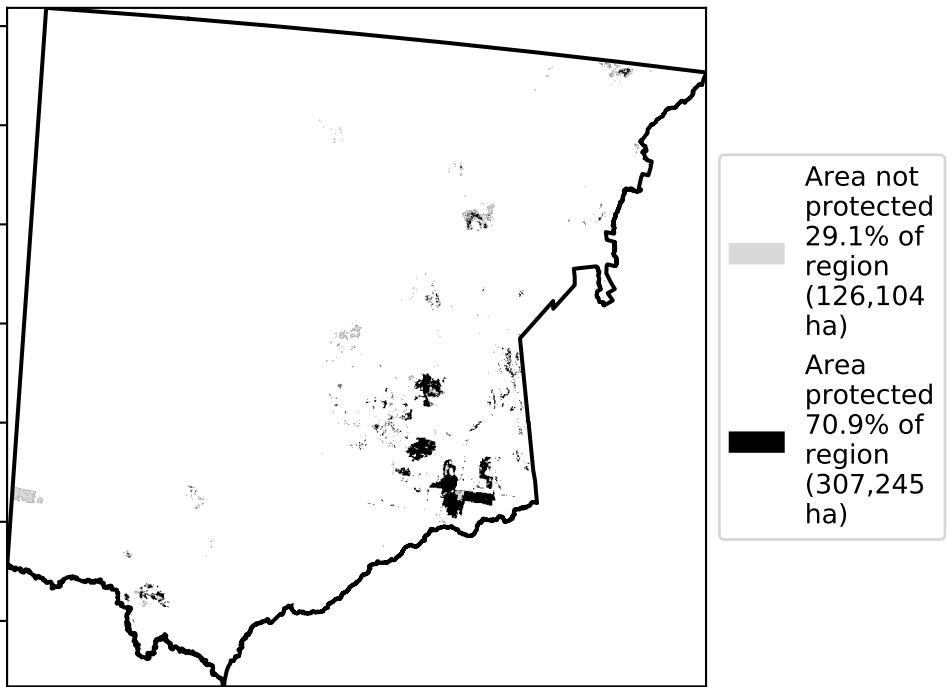 Area not
protected
29.1% of
region
(126,104
ha)
Area
protected
70.9% of
region
(307,245
ha)